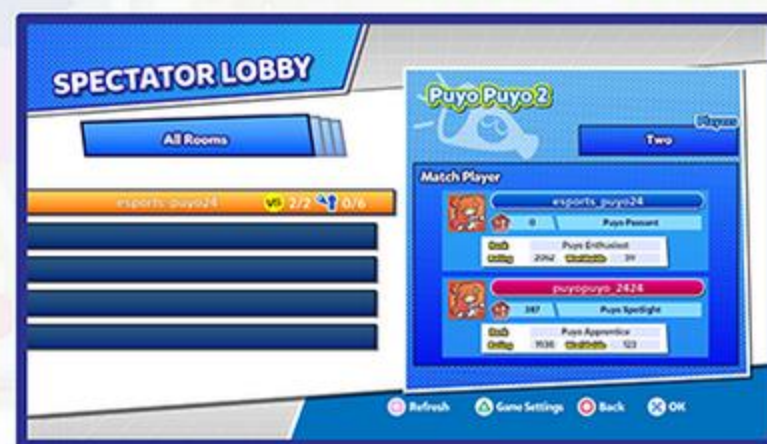 SPECTATOR LOBBY
All Rooms
esports_puyo24 VS 2/2 0/6
Puyo Puyo 2
Players
Two
Match Player
esports_puyo24
0 Puyo Peasant
Rank Puyo Enthusiast
Rating 2062 Worldwide 39
puyopuyo_2424
387 Puyo Spotlight
Rank Puyo Apprentice
Rating 1936 Worldwide 123
Refresh Game Settings Back OK